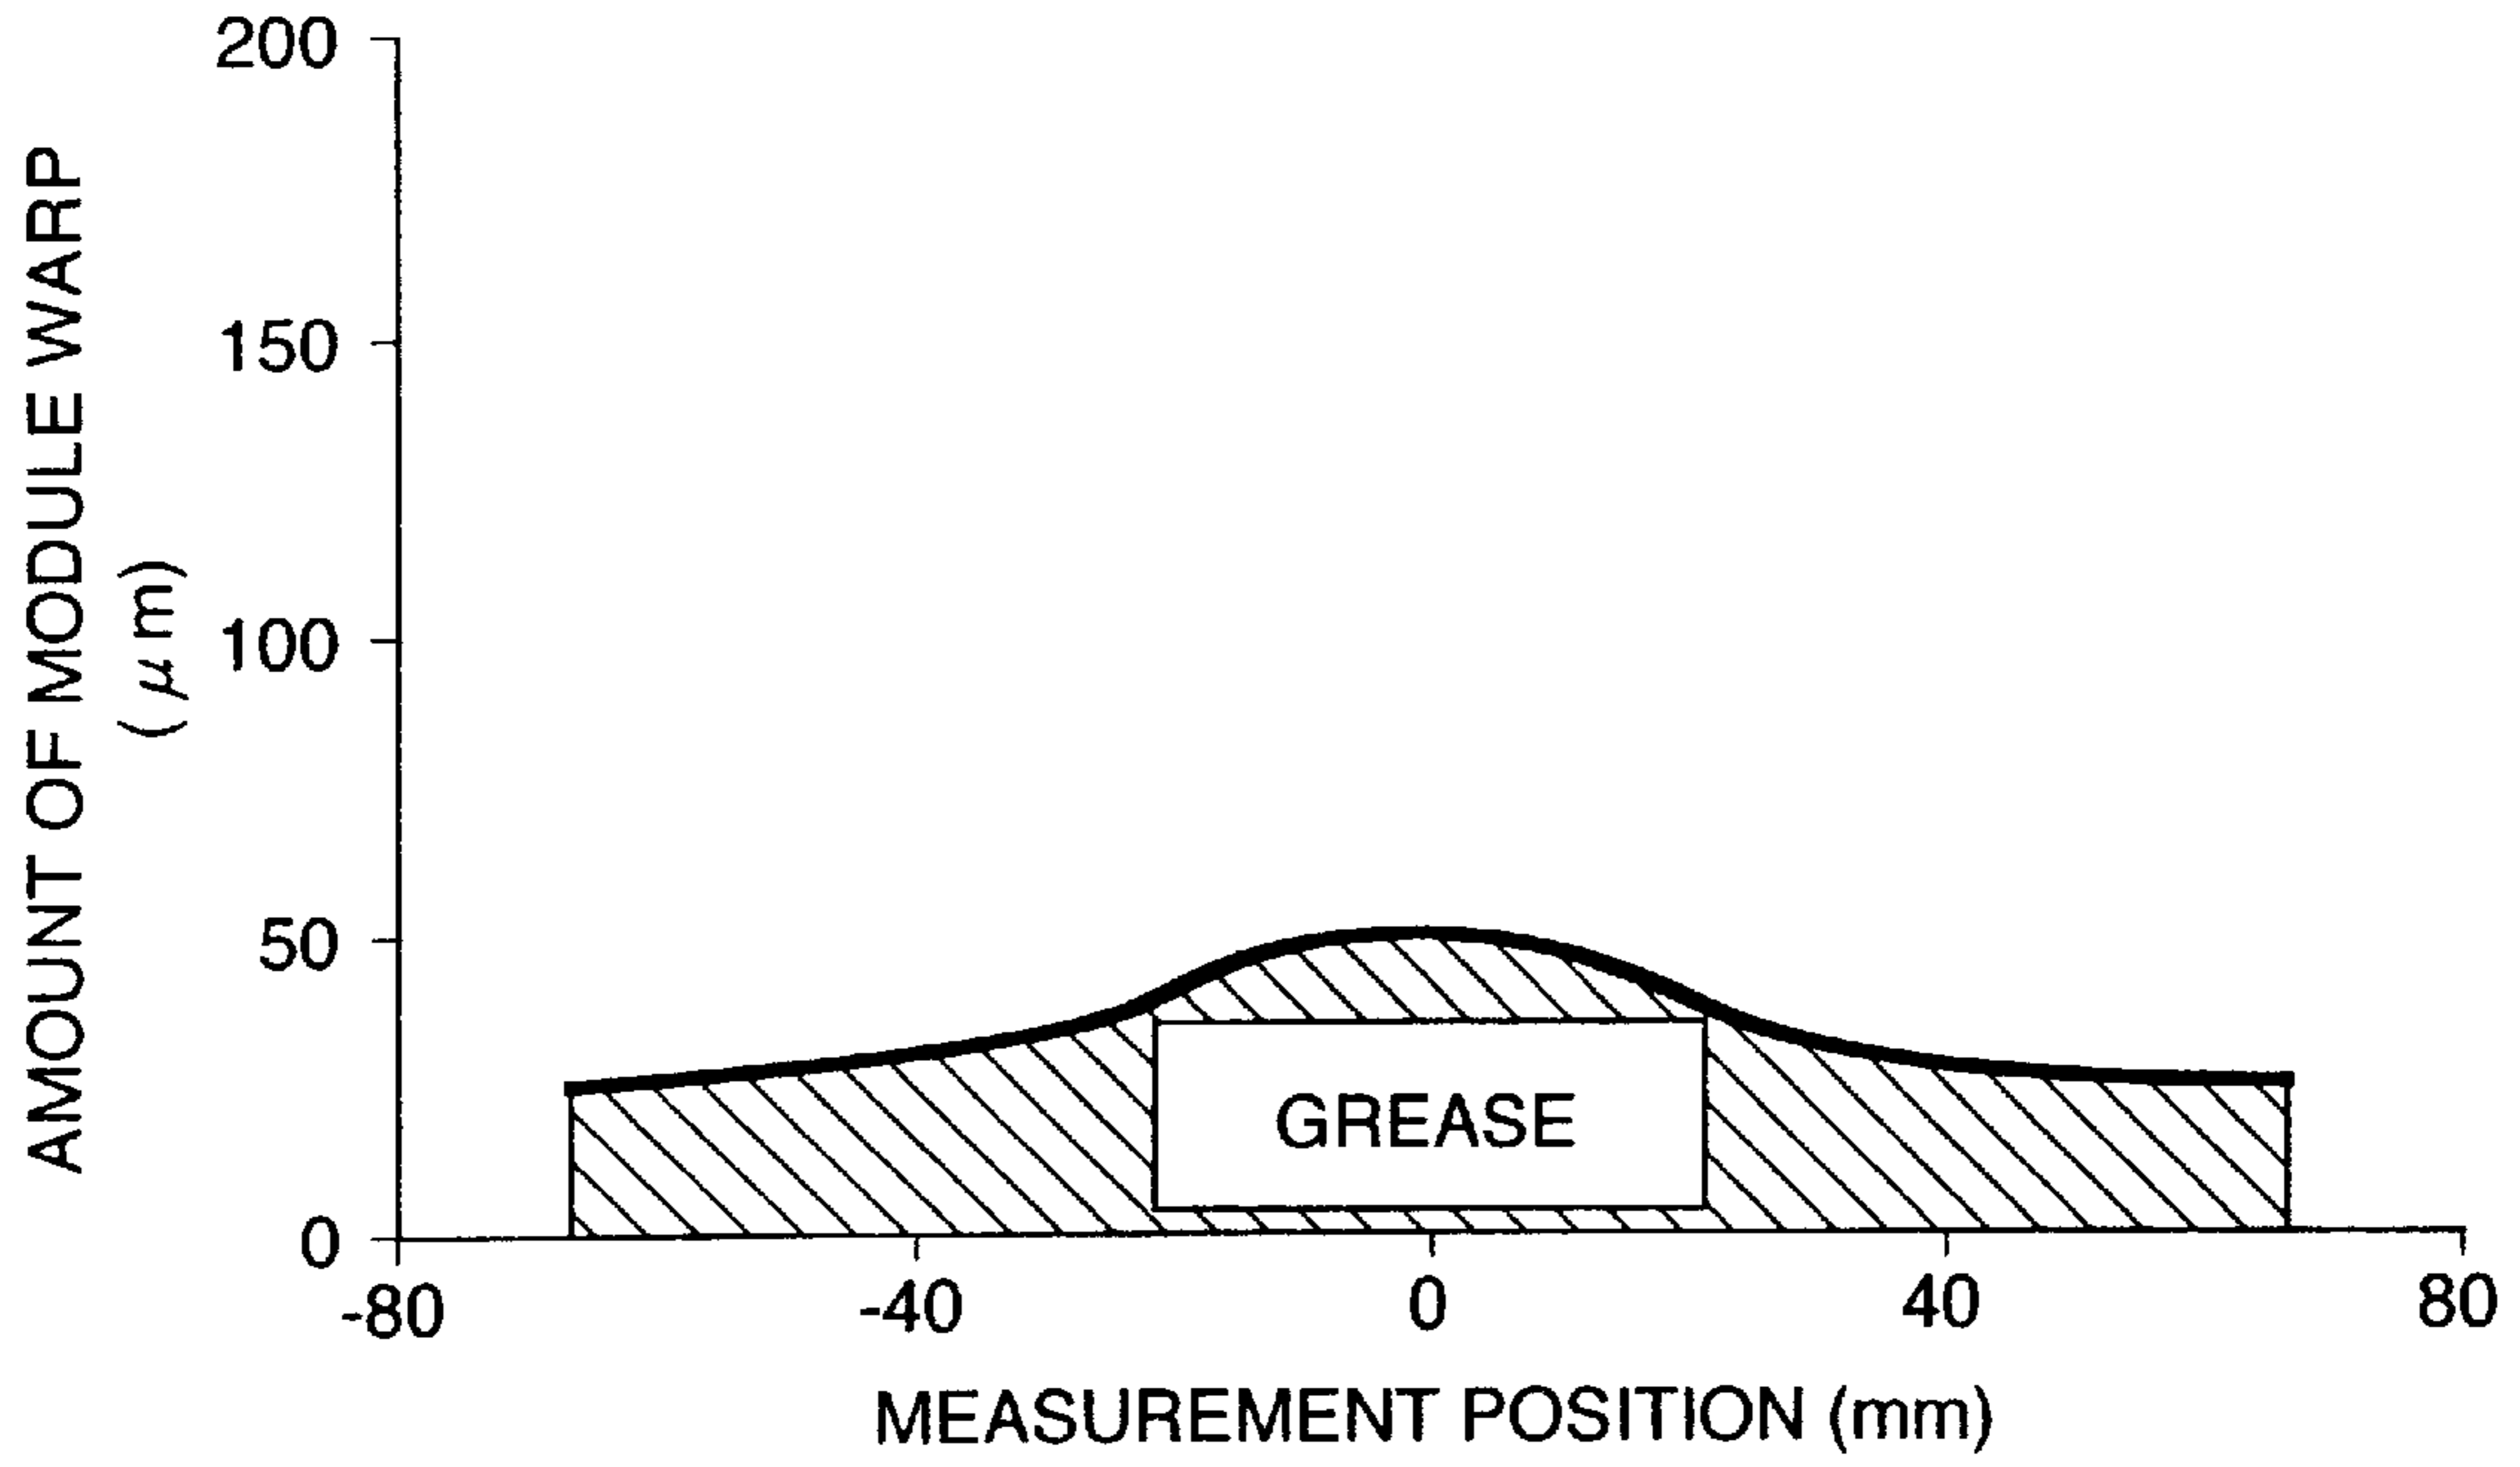 AMOUNT OF MODULE WARP
(μm)
200
150
100
50
0
GREASE
-80 -40 0 40 80
MEASUREMENT POSITION (mm)